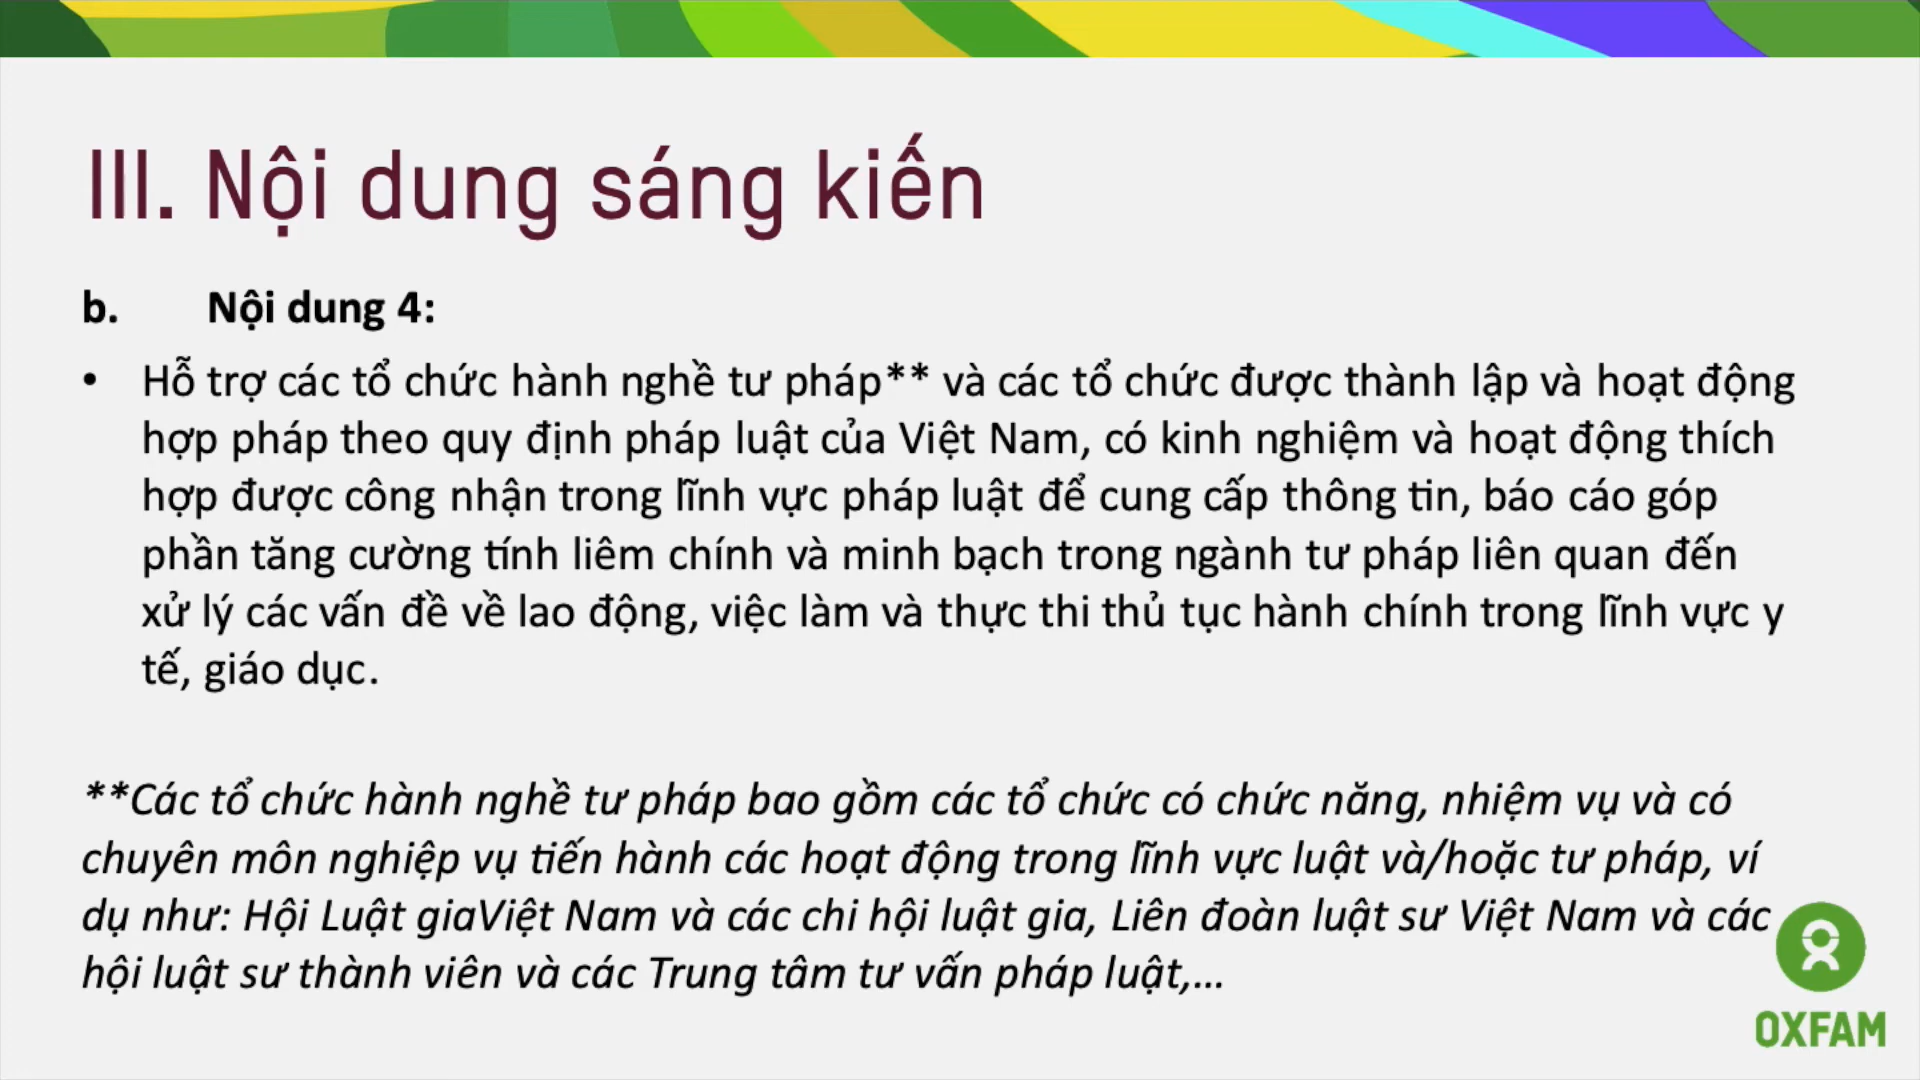 III. Nội dung sáng kiến
b. Nội dung 4:
• Hỗ trợ các tổ chức hành nghề tư pháp** và các tổ chức được thành lập và hoạt động
hợp pháp theo quy định pháp luật của Việt Nam, có kinh nghiệm và hoạt động thích
hợp được công nhận trong lĩnh vực pháp luật để cung cấp thông tin, báo cáo góp
phần tăng cường tính liêm chính và minh bạch trong ngành tư pháp liên quan đến
xử lý các vấn đề về lao động, việc làm và thực thi thủ tục hành chính trong lĩnh vực y
tế, giáo dục.
**Các tổ chức hành nghề tư pháp bao gồm các tổ chức có chức năng, nhiệm vụ và có
chuyên môn nghiệp vụ tiến hành các hoạt động trong lĩnh vực luật và/hoặc tư pháp, ví
dụ như: Hội Luật giaViệt Nam và các chi hội luật gia, Liên đoàn luật sư Việt Nam và các
hội luật sư thành viên và các Trung tâm tư vấn pháp luật,...
OXFAM